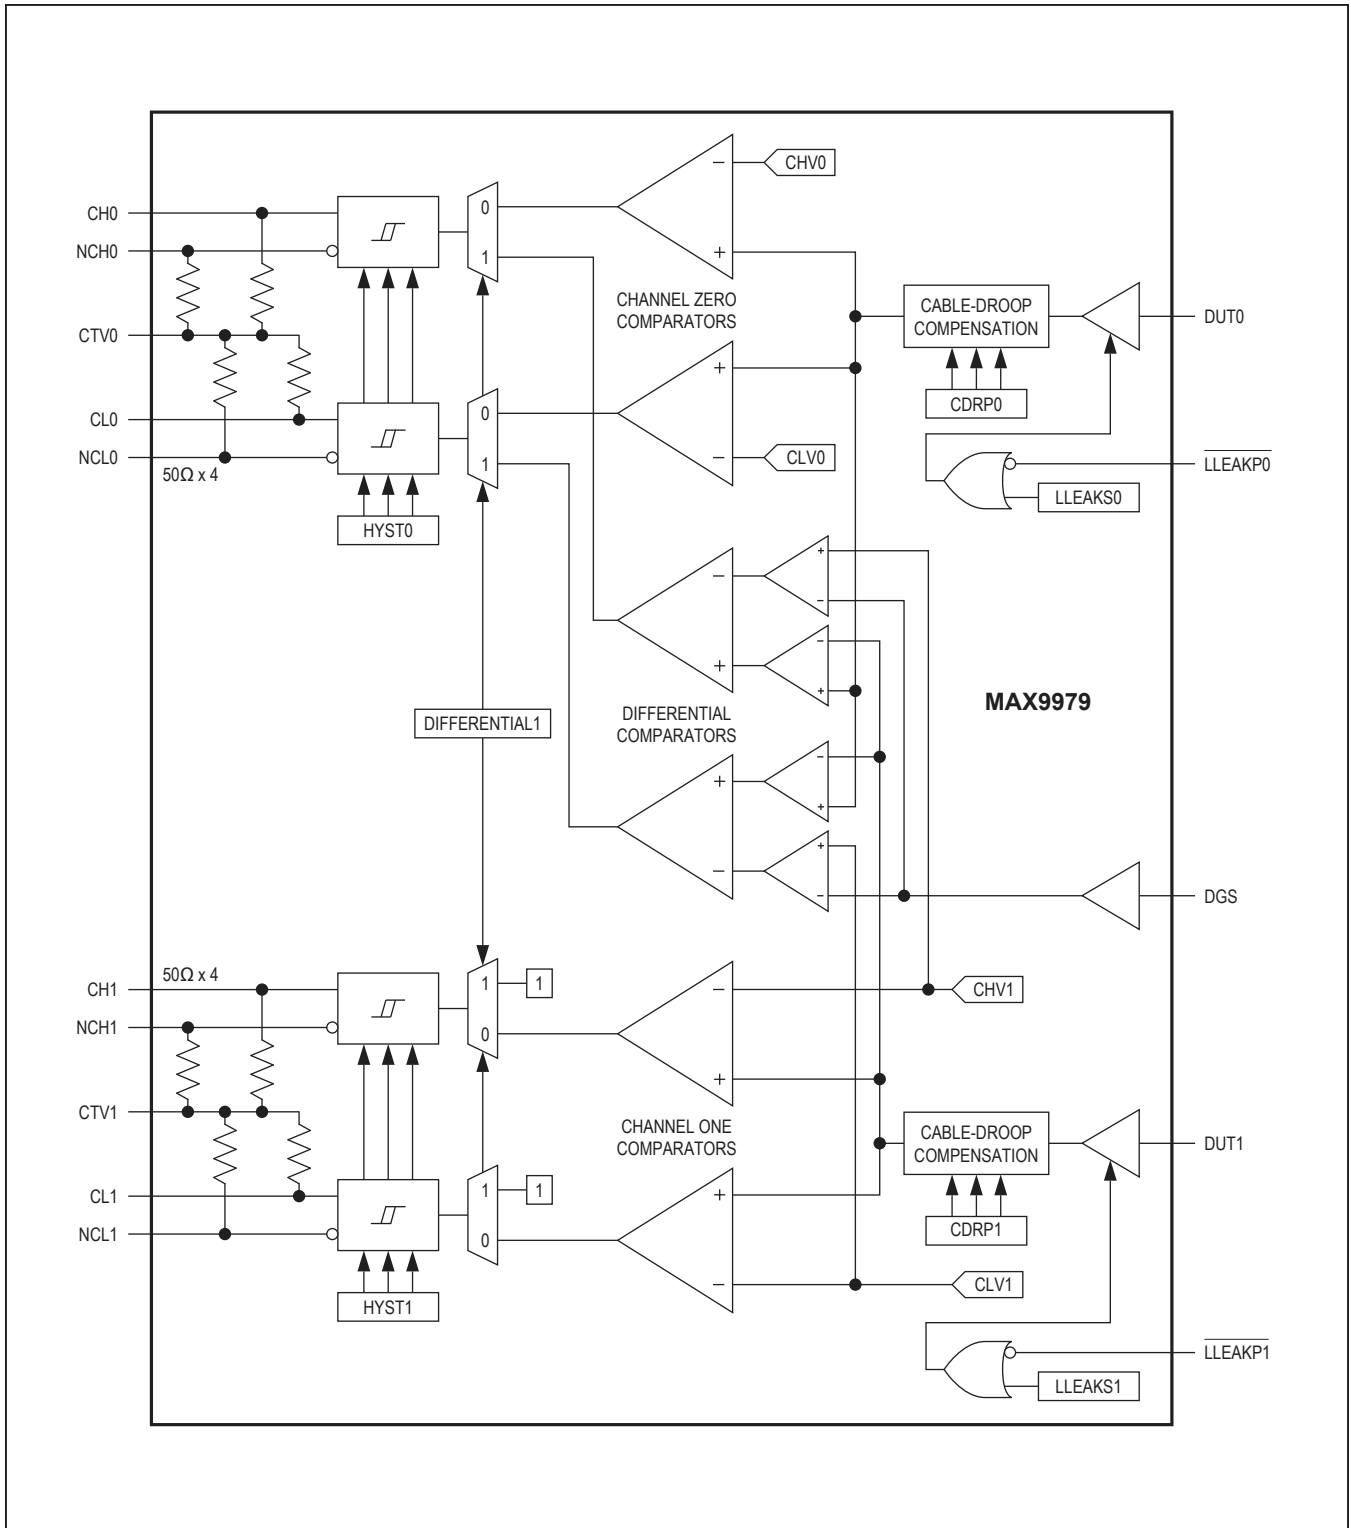 CHV0
CH0
0
−
NCH0
1
+
CHANNEL ZERO
COMPARATORS
CABLE-DROOP
COMPENSATION
DUT0
CTV0
+
CDRP0
CL0
0
NCL0
50Ω x 4
1
−
CLV0
LLEAKP0
LLEAKS0
HYST0
+
−
−
+
−
+
MAX9979
DIFFERENTIAL1
DIFFERENTIAL
COMPARATORS
−
+
+
+
−
−
DGS
50Ω x 4
CH1
1
1
−
CHV1
NCH1
0
+
CTV1
CHANNEL ONE
COMPARATORS
CABLE-DROOP
COMPENSATION
DUT1
CL1
1
1
+
CDRP1
NCL1
0
−
CLV1
HYST1
LLEAKP1
LLEAKS1